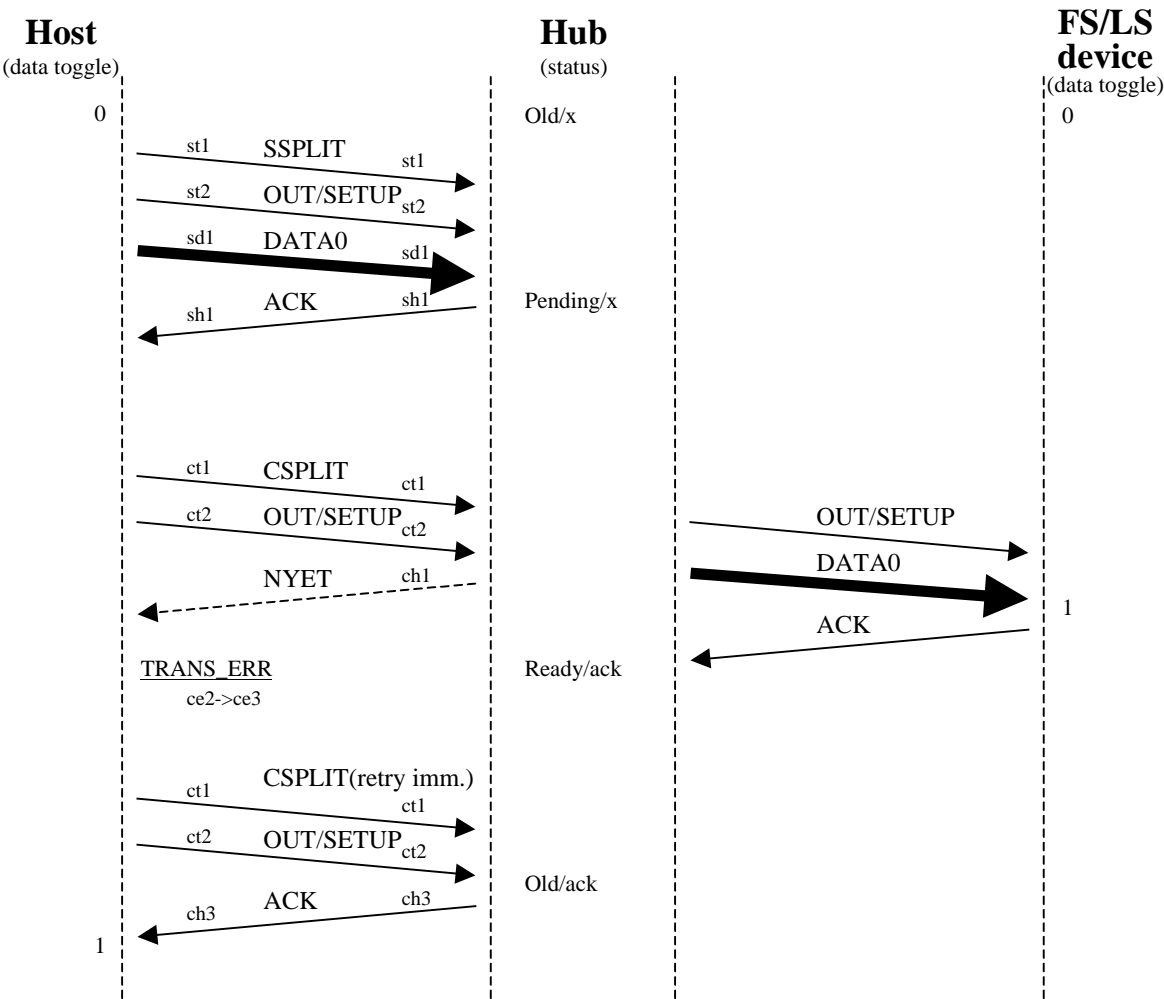 Host
(data toggle)
Hub
(status)
FS/LS
device
(data toggle)
0
Old/x
0
st1 SSPLIT st1
st2 OUT/SETUP st2
sd1 DATA0 sd1
ACK sh1
sh1
Pending/x
ct1 CSPLIT ct1
ct2 OUT/SETUP ct2
NYET ch1
OUT/SETUP
DATA0
1
ACK
TRANS_ERR
ce2->ce3
Ready/ack
CSPLIT(retry imm.)
ct1 ct1
ct2 OUT/SETUP ct2
Old/ack
ACK ch3
ch3
1